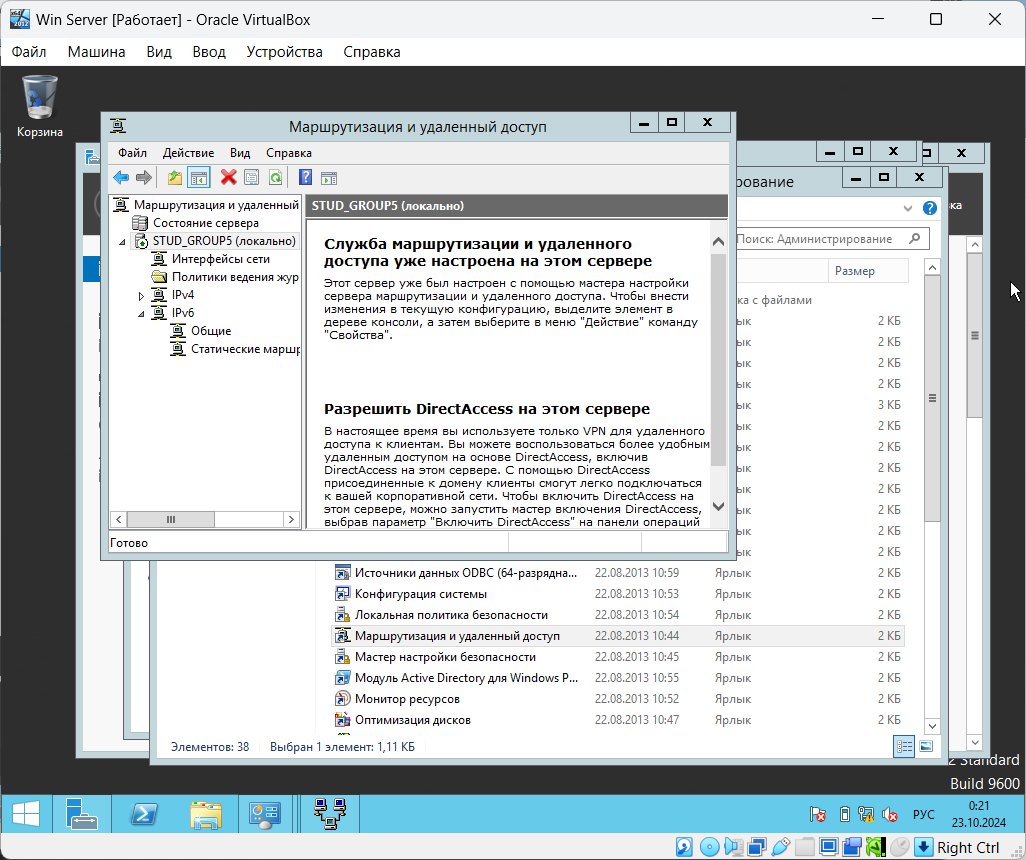 Win Server [Работает] - Oracle VirtualBox
Файл Машина Вид Ввод Устройства Справка
Корзина
Маршрутизация и удаленный доступ
Файл Действие Вид Справка
Маршрутизация и удаленный
Состояние сервера
STUD_GROUP5 (локально)
Интерфейсы сети
Политики ведения жур
IPv4
IPv6
Общие
Статические маршр
STUD_GROUP5 (локально)
Служба маршрутизации и удаленного
доступа уже настроена на этом сервере
Этот сервер уже был настроен с помощью мастера настройки
сервера маршрутизации и удаленного доступа. Чтобы внести
изменения в текущую конфигурацию, выделите элемент в
дереве консоли, а затем выберите в меню "Действие" команду
"Свойства".
Разрешить DirectAccess на этом сервере
В настоящее время вы используете только VPN для удаленного
доступа к клиентам. Вы можете воспользоваться более удобным
удаленным доступом на основе DirectAccess, включив
DirectAccess на этом сервере. С помощью DirectAccess
присоединенные к домену клиенты смогут легко подключаться
к вашей корпоративной сети. Чтобы включить DirectAccess на
этом сервере, можно запустить мастер включения DirectAccess,
выбрав параметр "Включить DirectAccess" на панели операций
Готово
рование
вка
Поиск: Администрирование
Размер
ка с файлами
ык 2 КБ
ык 2 КБ
ык 2 КБ
ык 2 КБ
ык 3 КБ
ык 2 КБ
ык 2 КБ
ык 2 КБ
ык 2 КБ
ык 2 КБ
ык 2 КБ
ык 2 КБ
Источники данных ODBC (64-разрядна... 22.08.2013 10:59 Ярлык 2 КБ
Конфигурация системы 22.08.2013 10:53 Ярлык 2 КБ
Локальная политика безопасности 22.08.2013 10:54 Ярлык 2 КБ
Маршрутизация и удаленный доступ 22.08.2013 10:44 Ярлык 2 КБ
Мастер настройки безопасности 22.08.2013 10:45 Ярлык 2 КБ
Модуль Active Directory для Windows P... 22.08.2013 10:55 Ярлык 2 КБ
Монитор ресурсов 22.08.2013 10:52 Ярлык 2 КБ
Оптимизация дисков 22.08.2013 10:47 Ярлык 2 КБ
Элементов: 38 Выбран 1 элемент: 1,11 КБ
2 Standard
Build 9600
РУС
0:21
23.10.2024
Right Ctrl